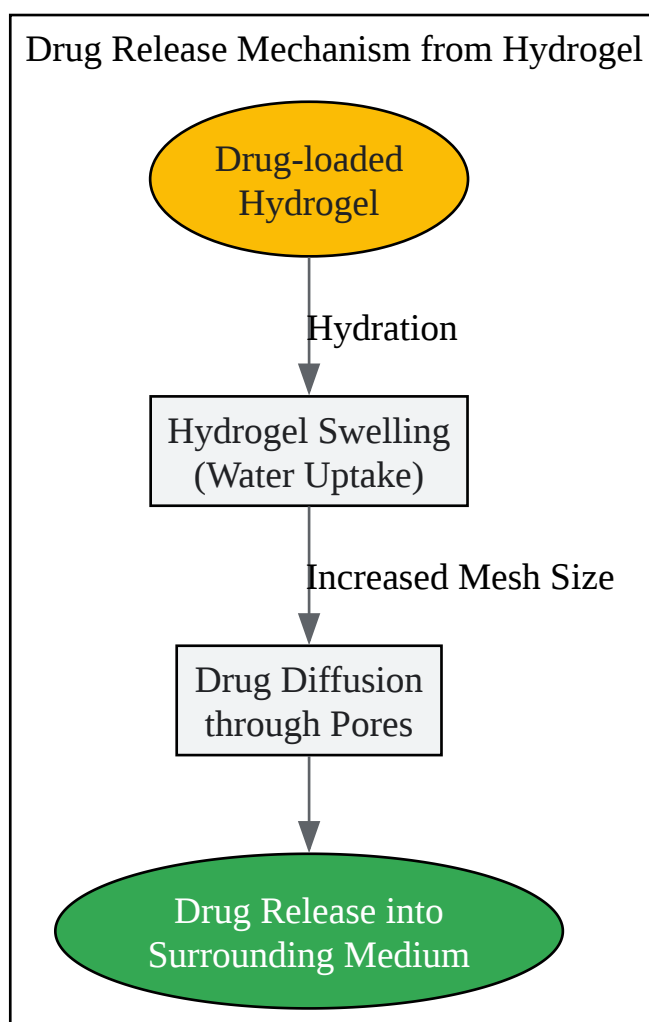 Drug Release Mechanism from Hydrogel
Drug-loaded
Hydrogel
Hydration
Hydrogel Swelling
(Water Uptake)
Increased Mesh Size
Drug Diffusion
through Pores
Drug Release into
Surrounding Medium